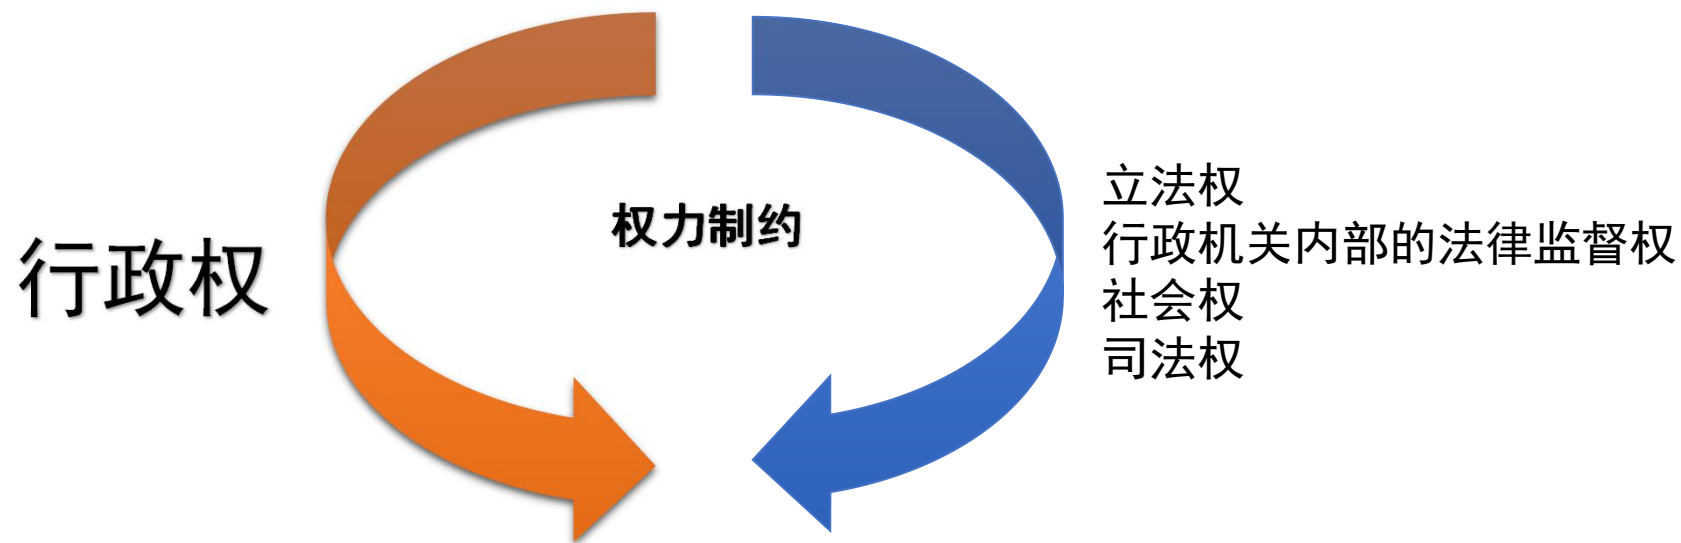 行政权
权力制约
立法权
行政机关内部的法律监督权
社会权
司法权